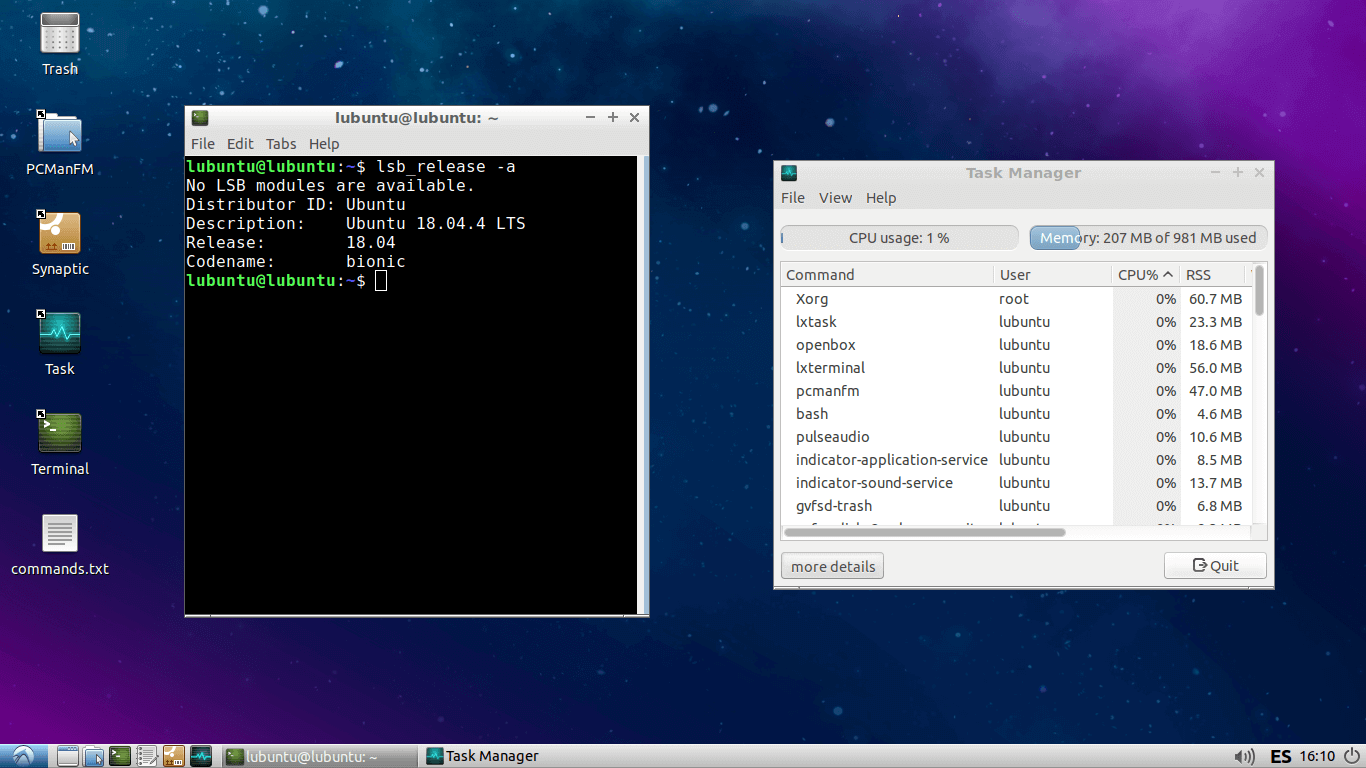 Trash
PCManFM
Synaptic
Task
Terminal
commands.txt
lubuntu@lubuntu: ~
File Edit Tabs Help
lubuntu@lubuntu:~$ lsb_release -a
No LSB modules are available.
Distributor ID: Ubuntu
Description:    Ubuntu 18.04.4 LTS
Release:        18.04
Codename:       bionic
lubuntu@lubuntu:~$
Task Manager
File View Help
CPU usage: 1 % Memory: 207 MB of 981 MB used
Command User CPU% RSS
Xorg root 0% 60.7 MB
lxtask lubuntu 0% 23.3 MB
openbox lubuntu 0% 18.6 MB
lxterminal lubuntu 0% 56.0 MB
pcmanfm lubuntu 0% 47.0 MB
bash lubuntu 0% 4.6 MB
pulseaudio lubuntu 0% 10.6 MB
indicator-application-service lubuntu 0% 8.5 MB
indicator-sound-service lubuntu 0% 13.7 MB
gvfsd-trash lubuntu 0% 6.8 MB
more details Quit
lubuntu@lubuntu: ~ Task Manager ES 16:10